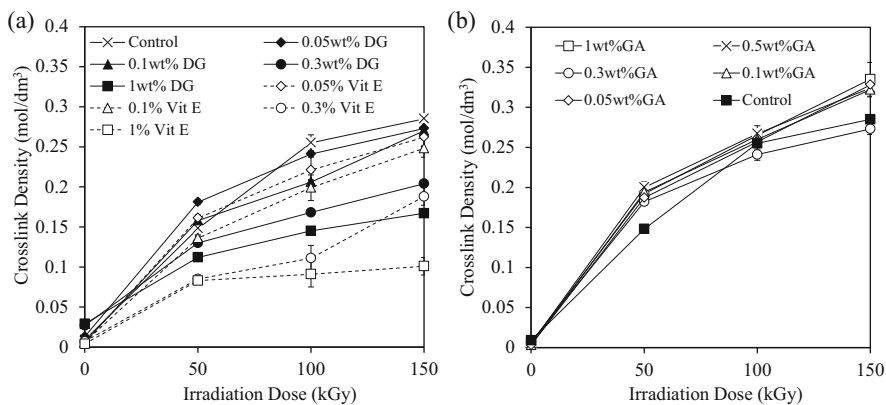 (a)
Crosslink Density (mol/dm³)
0.4
0.35
0.3
0.25
0.2
0.15
0.1
0.05
0
Control
0.05wt% DG
0.1wt% DG
0.3wt% DG
1wt% DG
0.05% Vit E
0.1% Vit E
0.3% Vit E
1% Vit E
0 50 100 150
Irradiation Dose (kGy)
(b)
Crosslink Density (mol/dm³)
0.4
0.35
0.3
0.25
0.2
0.15
0.1
0.05
0
1wt%GA
0.5wt%GA
0.3wt%GA
0.1wt%GA
0.05wt%GA
Control
0 50 100 150
Irradiation Dose (kGy)